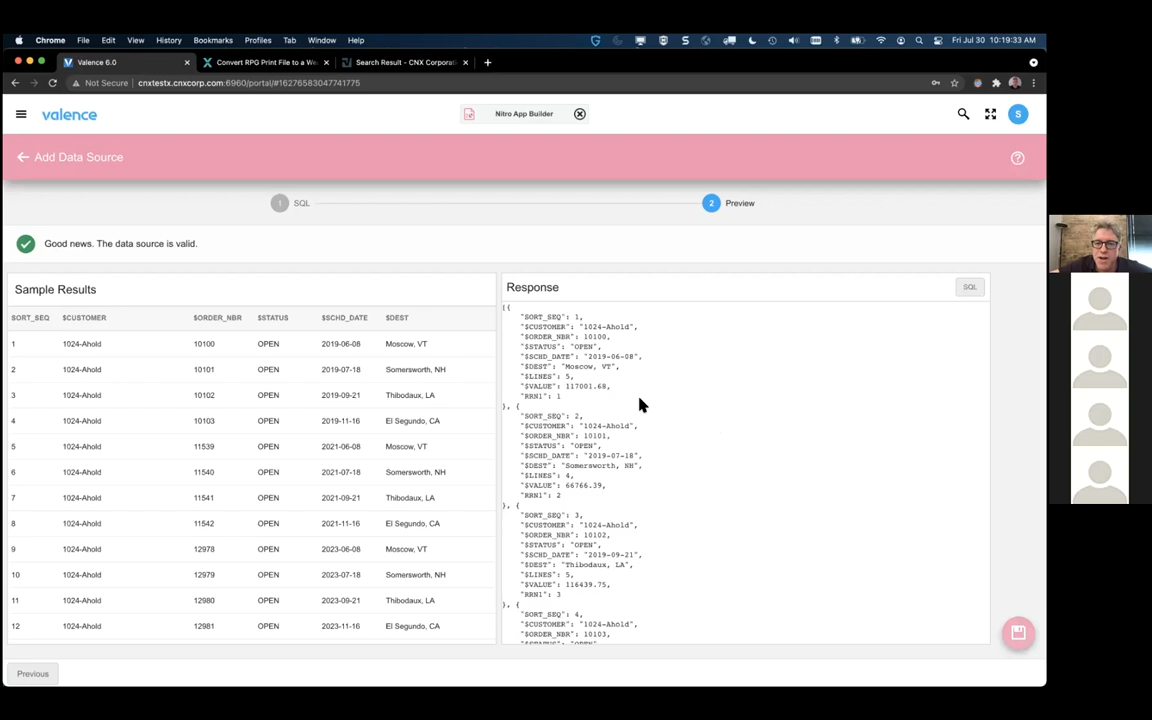 Chrome File Edit View History Bookmarks Profiles Tab Window Help Fri Jul 30 10:19:33 AM
Valence 6.0 Convert RPG Print File to a We Search Result - CNX Corporati
Not Secure cnxtestx.cnxcorp.com:6960/portal/#16276583047441775
valence Nitro App Builder S
Add Data Source
1 SQL 2 Preview
Good news. The data source is valid.
Sample Results
SORT_SEQ $CUSTOMER $ORDER_NBR $STATUS $SCHD_DATE $DEST
1 1024-Ahold 10100 OPEN 2019-06-08 Moscow, VT
2 1024-Ahold 10101 OPEN 2019-07-18 Somersworth, NH
3 1024-Ahold 10102 OPEN 2019-09-21 Thibodaux, LA
4 1024-Ahold 10103 OPEN 2019-11-16 El Segundo, CA
5 1024-Ahold 11539 OPEN 2021-06-08 Moscow, VT
6 1024-Ahold 11540 OPEN 2021-07-18 Somersworth, NH
7 1024-Ahold 11541 OPEN 2021-09-21 Thibodaux, LA
8 1024-Ahold 11542 OPEN 2021-11-16 El Segundo, CA
9 1024-Ahold 12978 OPEN 2023-06-08 Moscow, VT
10 1024-Ahold 12979 OPEN 2023-07-18 Somersworth, NH
11 1024-Ahold 12980 OPEN 2023-09-21 Thibodaux, LA
12 1024-Ahold 12981 OPEN 2023-11-16 El Segundo, CA
Response SQL
[{
"SORT_SEQ": 1,
"$CUSTOMER": "1024-Ahold",
"$ORDER_NBR": 10100,
"$STATUS": "OPEN",
"$SCHD_DATE": "2019-06-08",
"$DEST": "Moscow, VT",
"$LINES": 5,
"$VALUE": 117001.68,
"RRN1": 1
}, {
"SORT_SEQ": 2,
"$CUSTOMER": "1024-Ahold",
"$ORDER_NBR": 10101,
"$STATUS": "OPEN",
"$SCHD_DATE": "2019-07-18",
"$DEST": "Somersworth, NH",
"$LINES": 4,
"$VALUE": 66766.39,
"RRN1": 2
}, {
"SORT_SEQ": 3,
"$CUSTOMER": "1024-Ahold",
"$ORDER_NBR": 10102,
"$STATUS": "OPEN",
"$SCHD_DATE": "2019-09-21",
"$DEST": "Thibodaux, LA",
"$LINES": 5,
"$VALUE": 116439.75,
"RRN1": 3
}, {
"SORT_SEQ": 4,
"$CUSTOMER": "1024-Ahold",
"$ORDER_NBR": 10103,
"$STATUS": "OPEN",
Previous